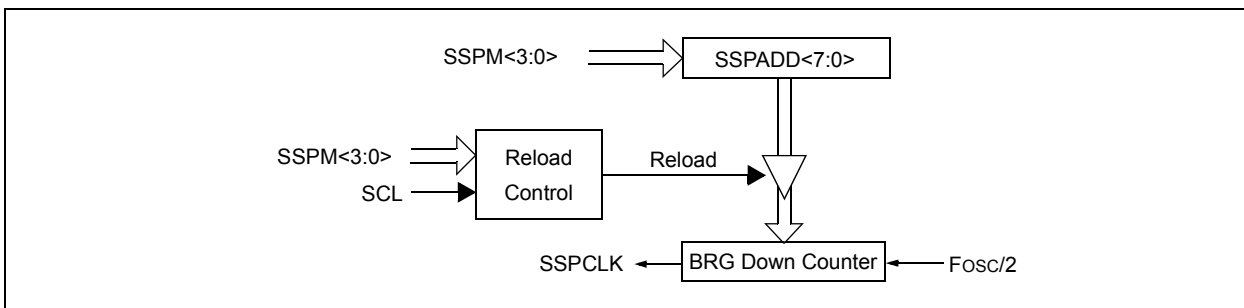 SSPM<3:0>
SSPADD<7:0>
SSPM<3:0>
SCL
Reload
Control
Reload
SSPCLK
BRG Down Counter
FOSC/2